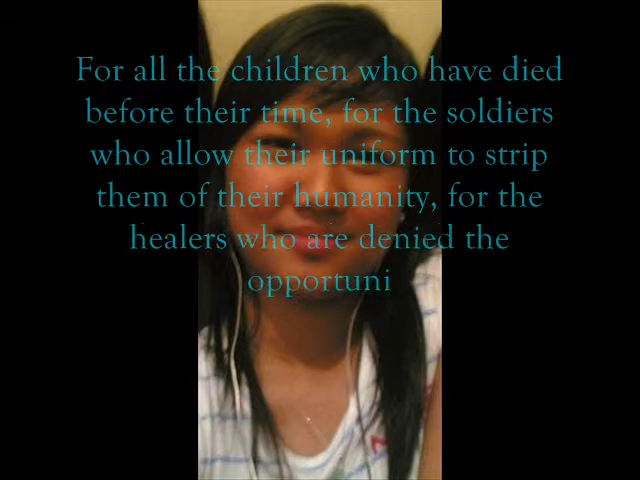 For all the children who have died
before their time, for the soldiers
who allow their uniform to strip
them of their humanity, for the
healers who are denied the
opportuni